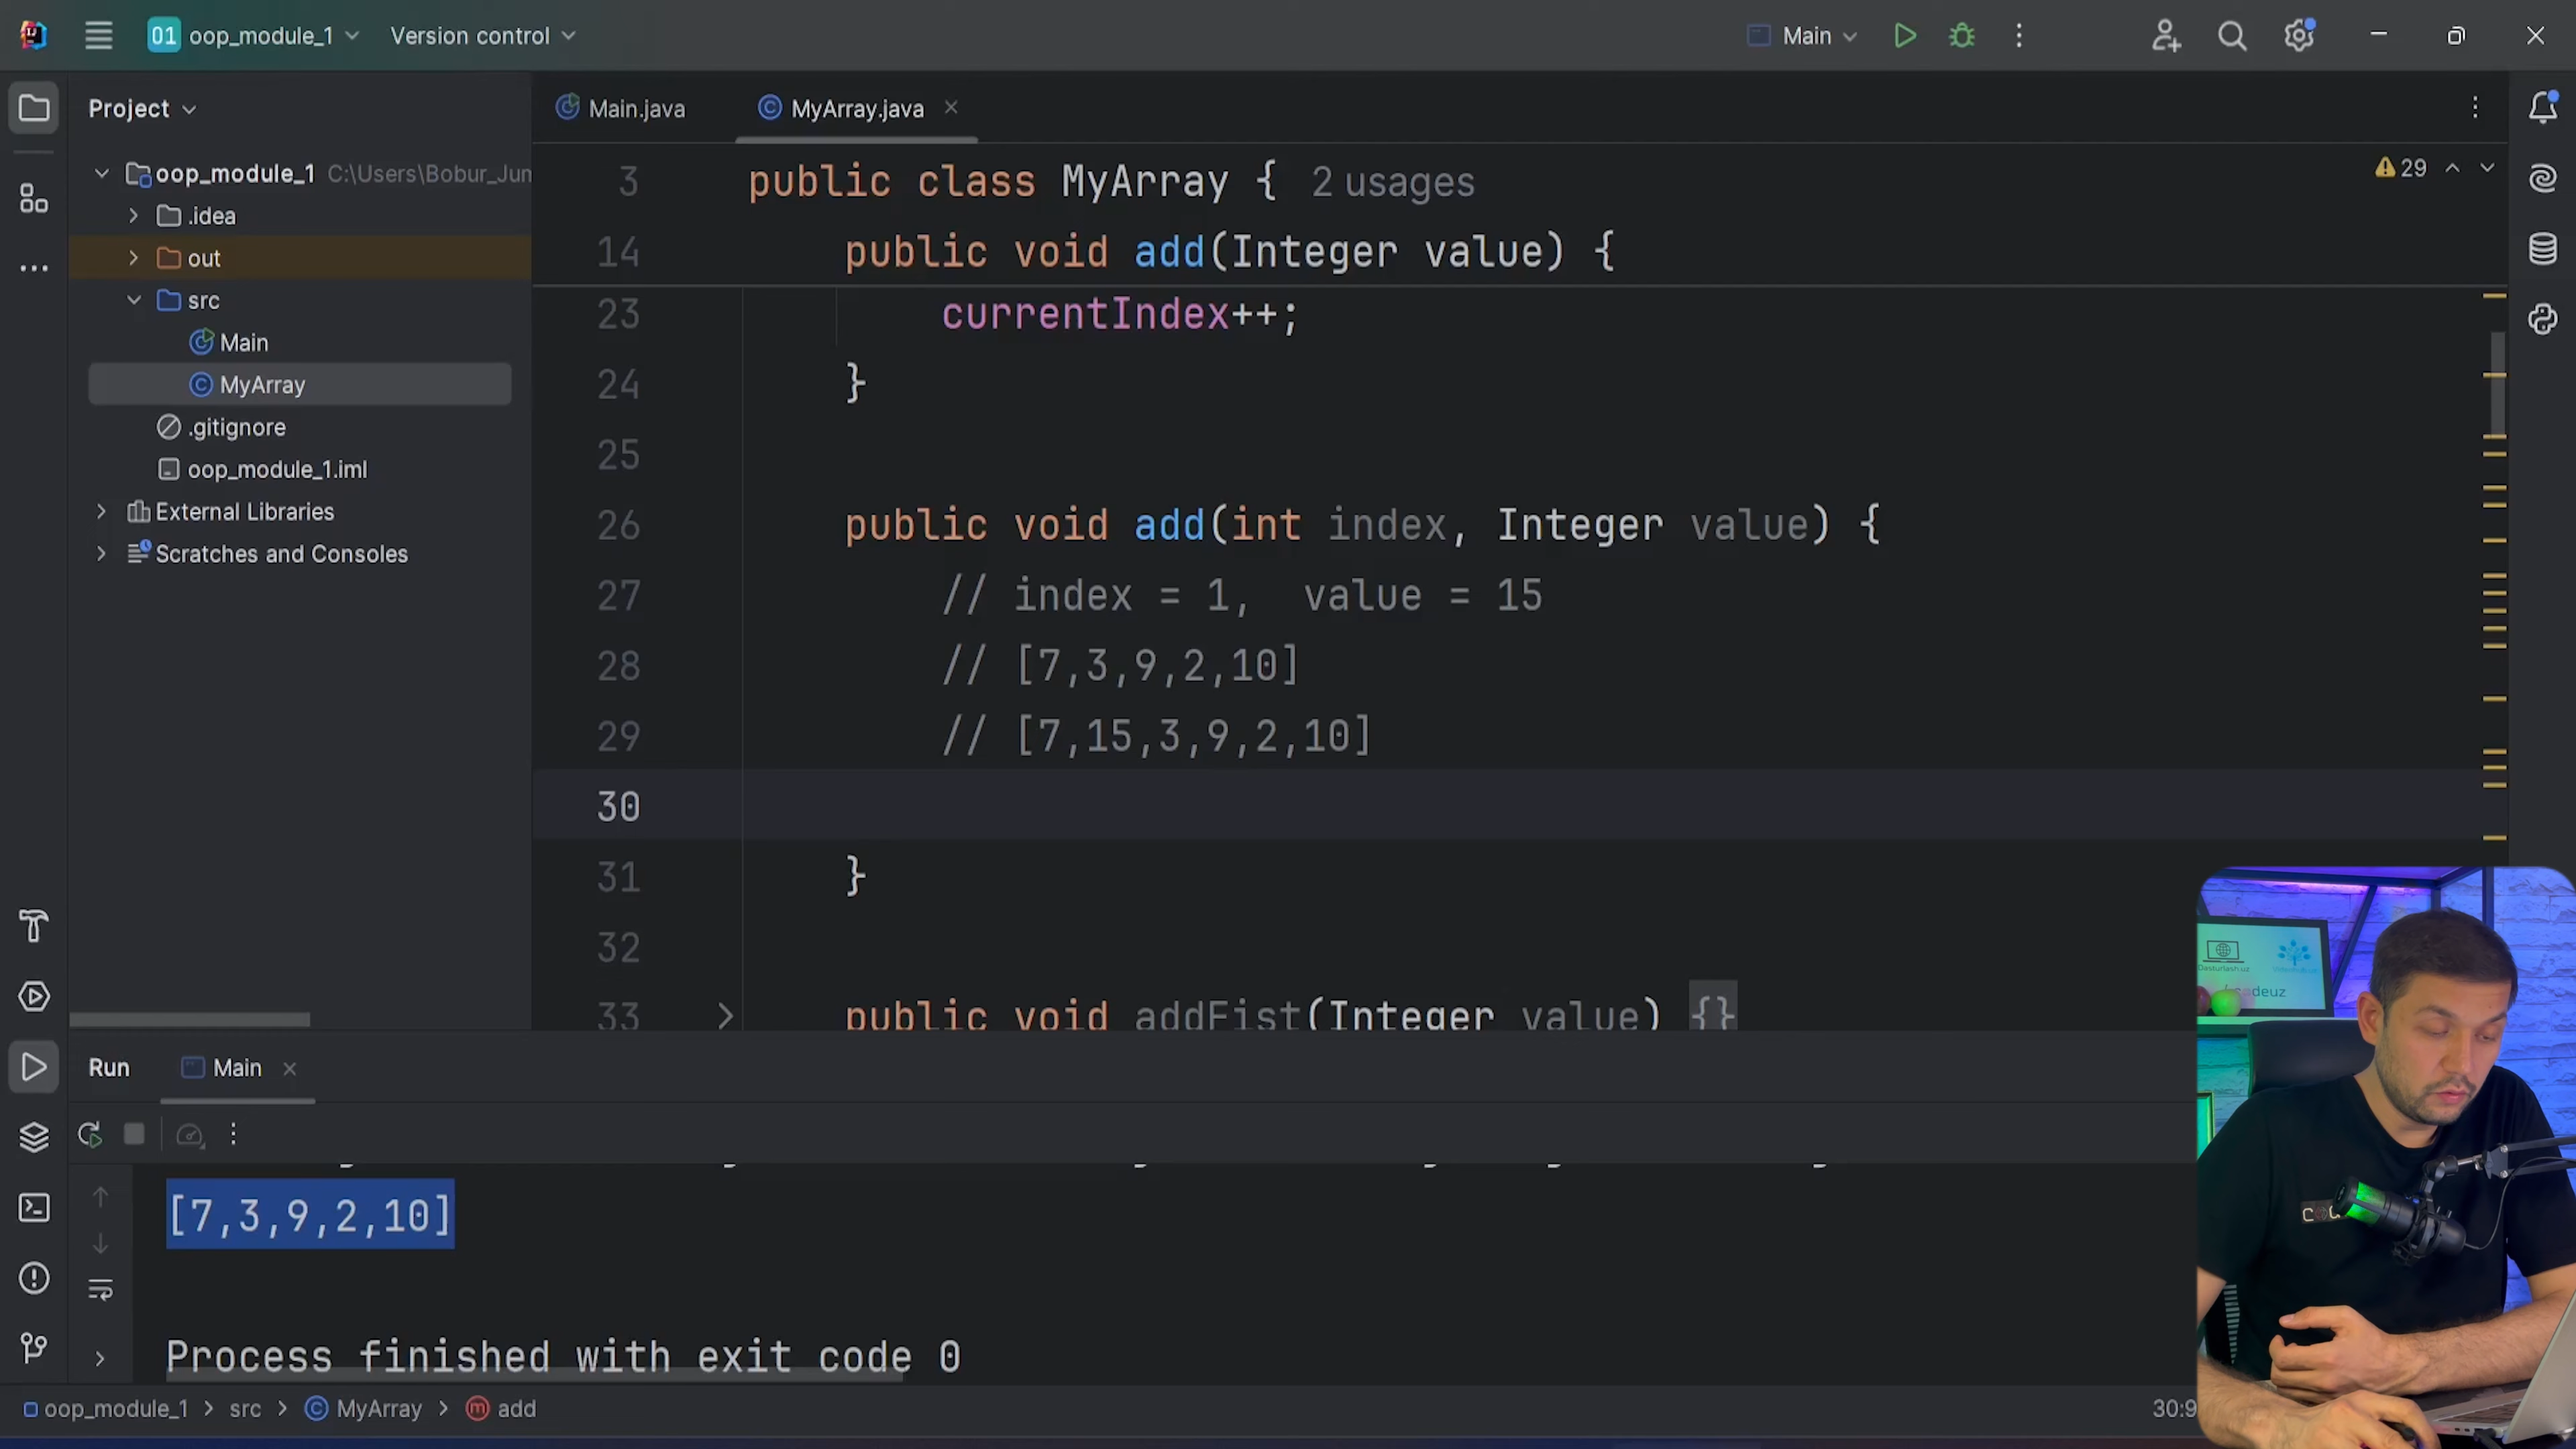 01 oop_module_1 Version control Main
Project
Main.java MyArray.java
oop_module_1 C:\Users\Bobur_Jun
.idea
out
src
Main
MyArray
.gitignore
oop_module_1.iml
External Libraries
Scratches and Consoles
29
3 public class MyArray { 2 usages
14 public void add(Integer value) {
23 currentIndex++;
24 }
25
26 public void add(int index, Integer value) {
27 // index = 1, value = 15
28 // [7,3,9,2,10]
29 // [7,15,3,9,2,10]
30
31 }
32
33 public void addFist(Integer value) {}
Run Main
[7,3,9,2,10]
Process finished with exit code 0
oop_module_1 > src > MyArray > add
30:9
Dasturlash.uz